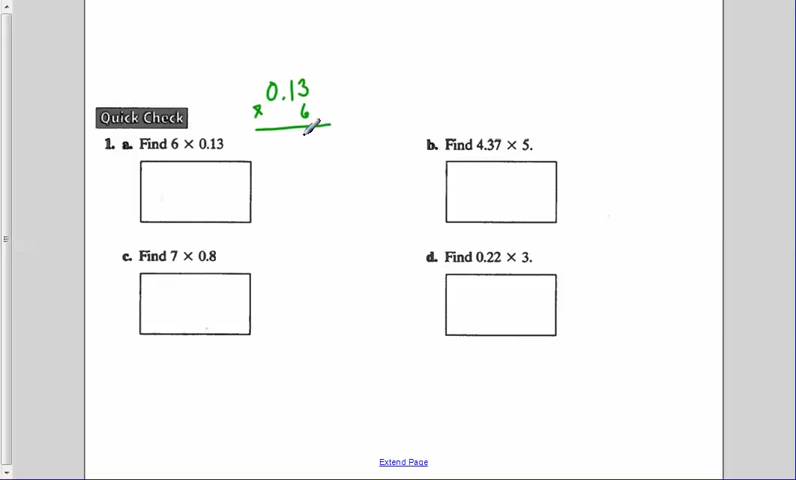 0.13
× 6
Quick Check
1. a. Find 6 × 0.13
b. Find 4.37 × 5.
c. Find 7 × 0.8
d. Find 0.22 × 3.
Extend Page